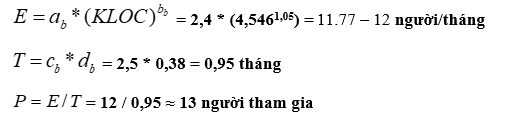 E = a_b * (KLOC)^{b_b} = 2,4 * (4,546^{1,05}) = 11.77 – 12 người/tháng
T = c_b * d_b = 2,5 * 0,38 = 0,95 tháng
P = E / T = 12 / 0,95 ≈ 13 người tham gia